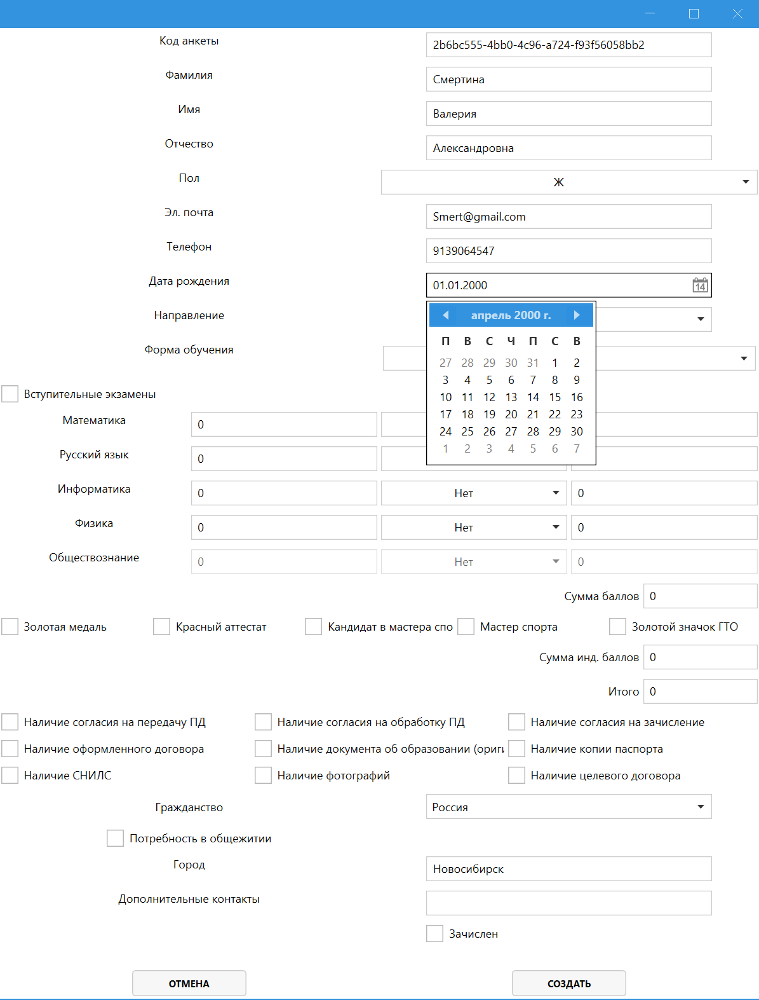 Код анкеты 2b6bc555-4bb0-4c96-a724-f93f56058bb2
Фамилия Смертина
Имя Валерия
Отчество Александровна
Пол Ж
Эл. почта Smert@gmail.com
Телефон 9139064547
Дата рождения 01.01.2000 14
Направление
апрель 2000 г.
П В С Ч П С В
27 28 29 30 31 1 2
3 4 5 6 7 8 9
10 11 12 13 14 15 16
17 18 19 20 21 22 23
24 25 26 27 28 29 30
1 2 3 4 5 6 7
Форма обучения
Вступительные экзамены
Математика 0
Русский язык 0
Информатика 0 Нет 0
Физика 0 Нет 0
Обществознание 0 Нет 0
Сумма баллов 0
Золотая медаль Красный аттестат Кандидат в мастера спо Мастер спорта Золотой значок ГТО
Сумма инд. баллов 0
Итого 0
Наличие согласия на передачу ПД Наличие согласия на обработку ПД Наличие согласия на зачисление
Наличие оформленного договора Наличие документа об образовании (ориги Наличие копии паспорта
Наличие СНИЛС Наличие фотографий Наличие целевого договора
Гражданство Россия
Потребность в общежитии
Город Новосибирск
Дополнительные контакты
Зачислен
ОТМЕНА СОЗДАТЬ